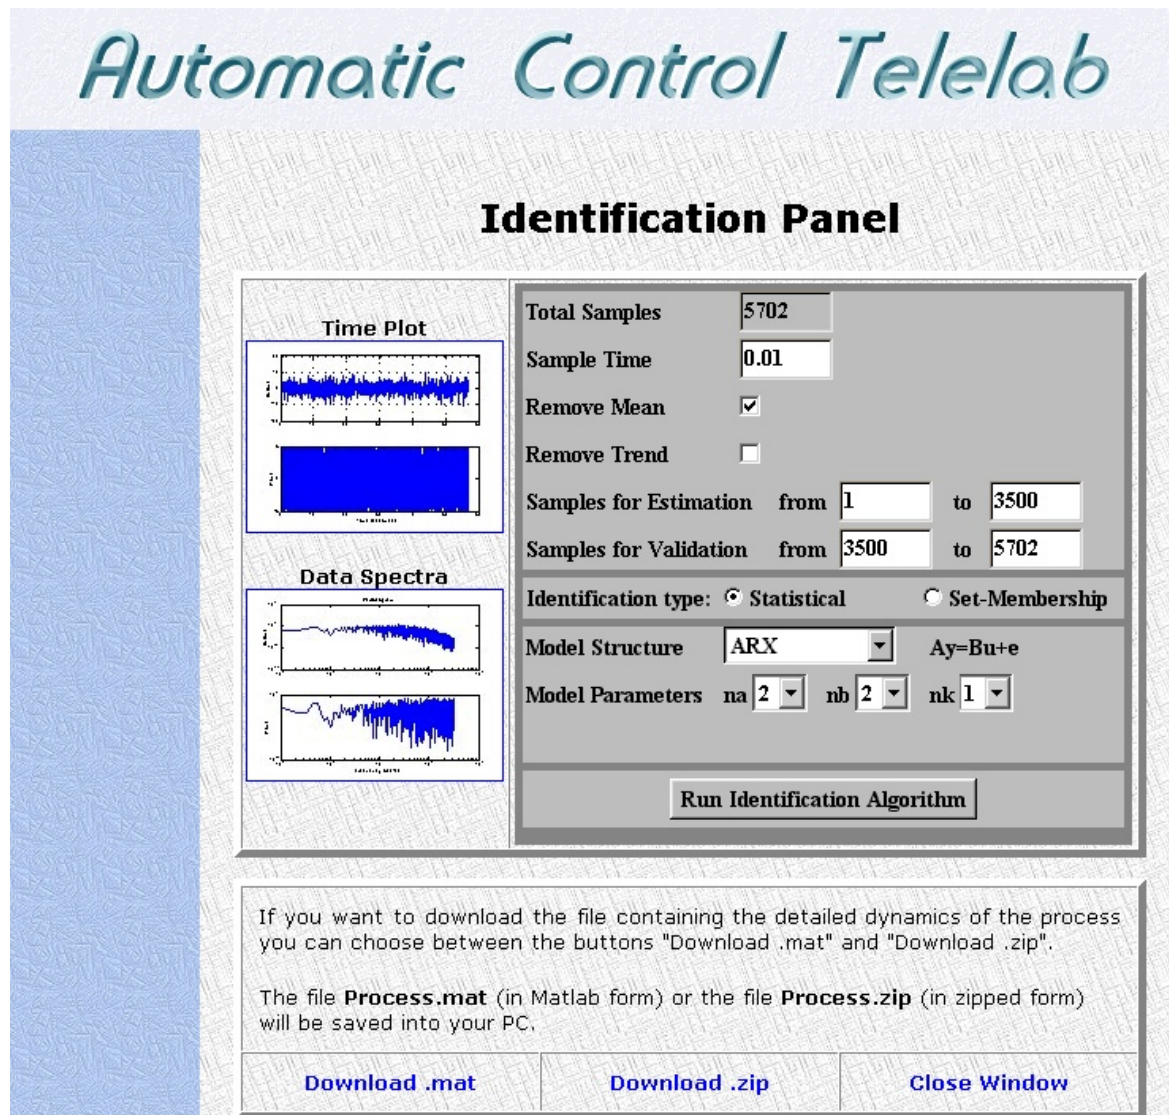 Automatic Control Telelab
Identification Panel
Time Plot
Data Spectra
Total Samples 5702
Sample Time 0.01
Remove Mean
Remove Trend
Samples for Estimation from 1 to 3500
Samples for Validation from 3500 to 5702
Identification type: Statistical Set-Membership
Model Structure ARX Ay=Bu+e
Model Parameters na 2 nb 2 nk 1
Run Identification Algorithm
If you want to download the file containing the detailed dynamics of the process
you can choose between the buttons "Download .mat" and "Download .zip".
The file Process.mat (in Matlab form) or the file Process.zip (in zipped form)
will be saved into your PC.
Download .mat Download .zip Close Window